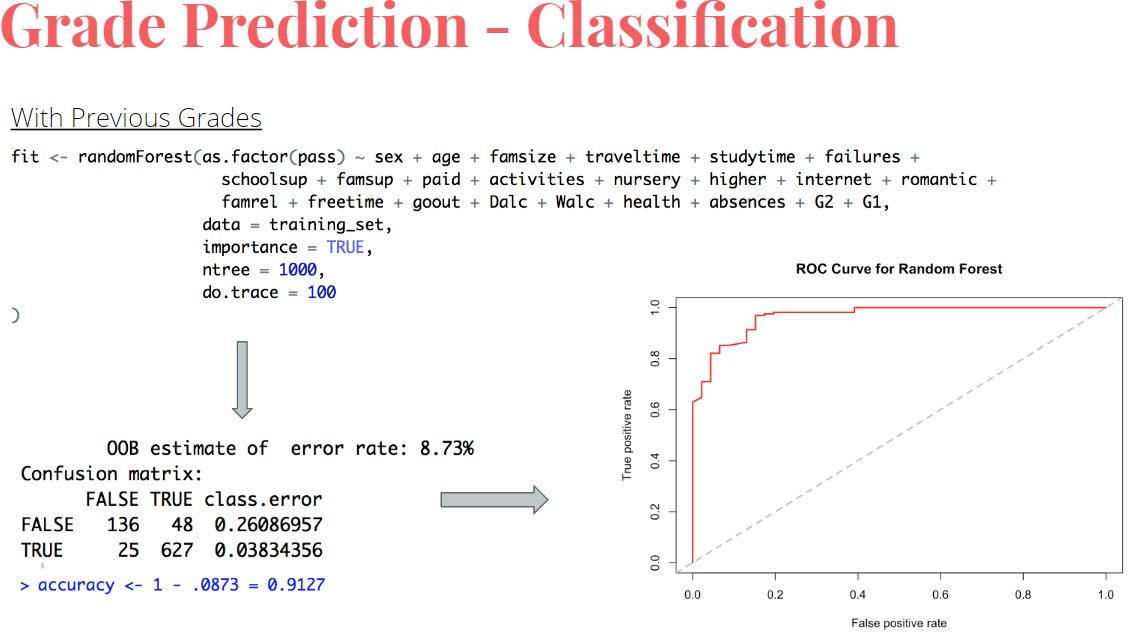 Grade Prediction - Classification
With Previous Grades
fit <- randomForest(as.factor(pass) ~ sex + age + famsize + traveltime + studytime + failures +
schoolsup + famsup + paid + activities + nursery + higher + internet + romantic +
famrel + freetime + goout + Dalc + Walc + health + absences + G2 + G1,
data = training_set,
importance = TRUE,
ntree = 1000,
do.trace = 100
)
OOB estimate of error rate: 8.73%
Confusion matrix:
FALSE TRUE class.error
FALSE 136 48 0.26086957
TRUE 25 627 0.03834356
> accuracy <- 1 - .0873 = 0.9127
ROC Curve for Random Forest
True positive rate
1.0
0.8
0.6
0.4
0.2
0.0
0.0 0.2 0.4 0.6 0.8 1.0
False positive rate